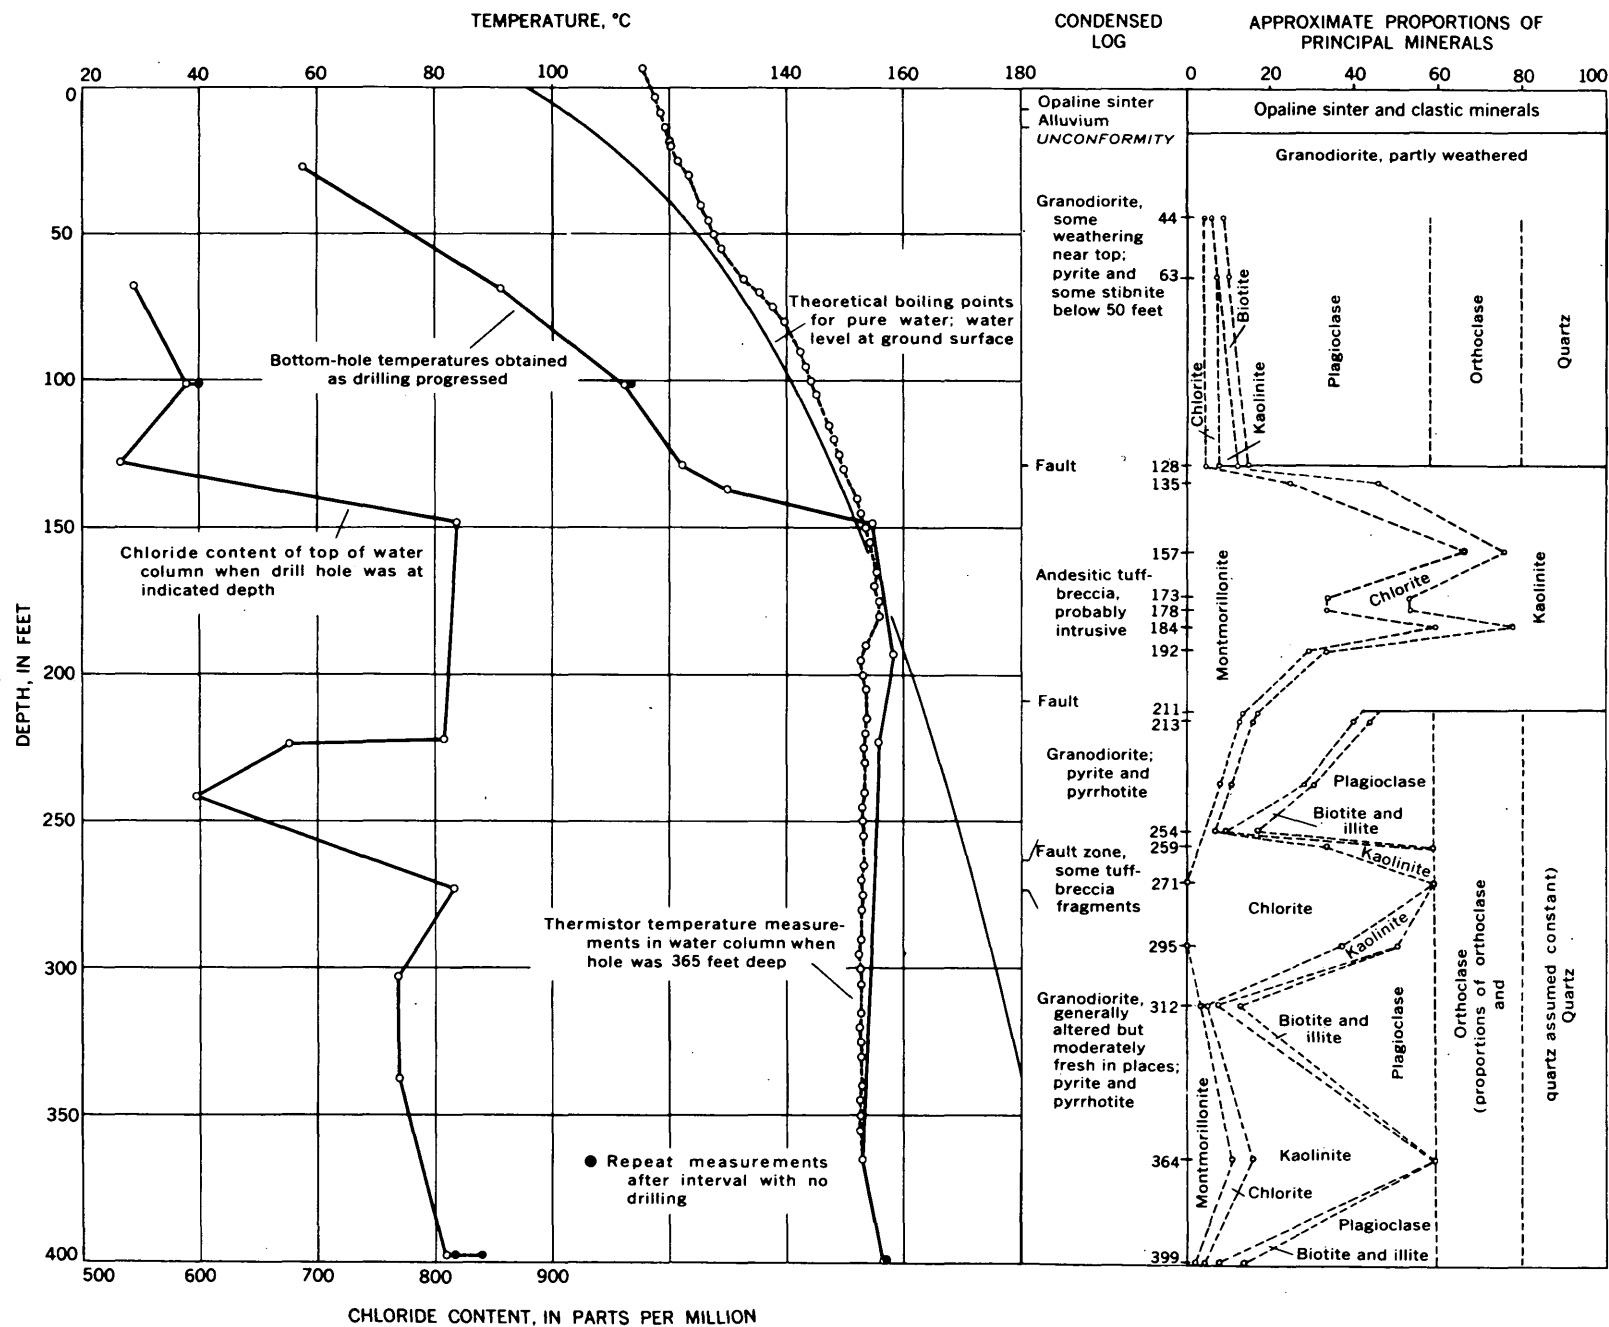 TEMPERATURE, °C
CONDENSED
LOG
APPROXIMATE PROPORTIONS OF
PRINCIPAL MINERALS
20 40 60 80 100 140 160 180
0 20 40 60 80 100
0
50
100
150
200
250
300
350
400
DEPTH, IN FEET
500 600 700 800 900
CHLORIDE CONTENT, IN PARTS PER MILLION
Theoretical boiling points
for pure water; water
level at ground surface
Bottom-hole temperatures obtained
as drilling progressed
Chloride content of top of water
column when drill hole was at
indicated depth
Thermistor temperature measure-
ments in water column when
hole was 365 feet deep
● Repeat measurements
after interval with no
drilling
Opaline sinter
Alluvium
UNCONFORMITY
Granodiorite,
some
weathering
near top;
pyrite and
some stibnite
below 50 feet
Fault
Andesitic tuff-
breccia,
probably
intrusive
Fault
Granodiorite;
pyrite and
pyrrhotite
Fault zone,
some tuff-
breccia
fragments
Granodiorite,
generally
altered but
moderately
fresh in places;
pyrite and
pyrrhotite
44
63
128
135
157
173
178
184
192
211
213
254
259
271
295
312
364
399
Opaline sinter and clastic minerals
Granodiorite, partly weathered
Chlorite
Biotite
Kaolinite
Plagioclase
Orthoclase
Quartz
Montmorillonite
Chlorite
Kaolinite
Plagioclase
Biotite and
illite
Kaolinite
Chlorite
Kaolinite
Biotite and
illite
Plagioclase
Orthoclase
(proportions of orthoclase
and
quartz assumed constant)
Quartz
Montmorillonite
Kaolinite
Chlorite
Plagioclase
Biotite and illite